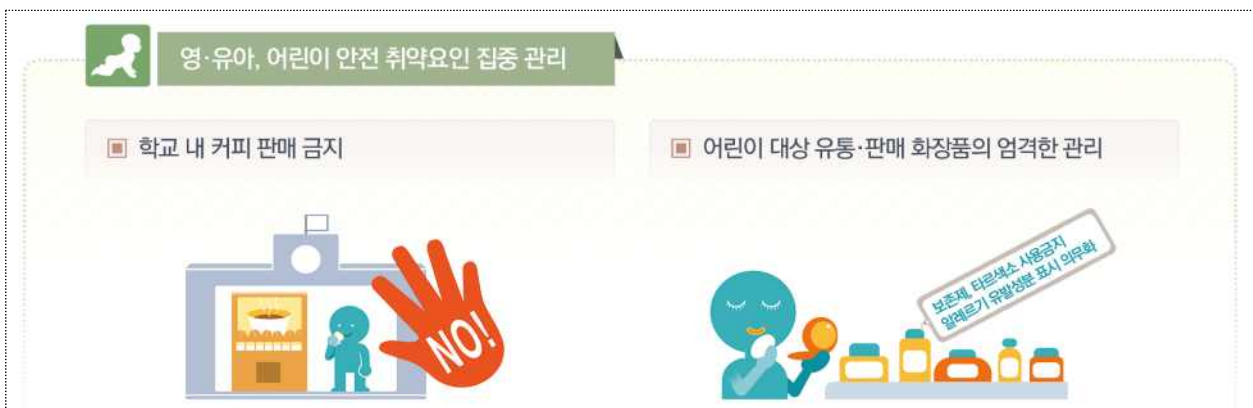 영·유아, 어린이 안전 취약요인 집중 관리
학교 내 커피 판매 금지
어린이 대상 유통·판매 화장품의 엄격한 관리
NO!
보존제, 타르색소 사용금지
알레르기 유발성분 표시 의무화